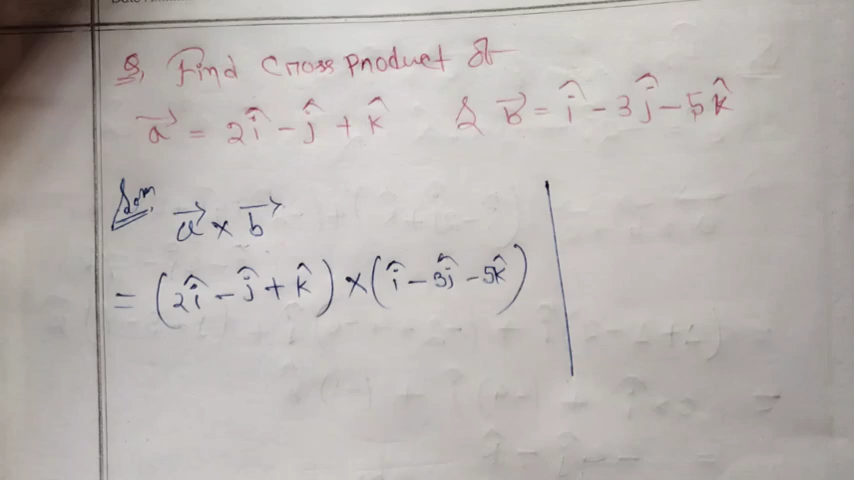 Q, Find Cross Product of
a⃗ = 2î - ĵ + k̂ & b⃗ = î - 3ĵ - 5k̂
Soln,
a⃗ × b⃗
= (2î - ĵ + k̂) × (î - 3ĵ - 5k̂)